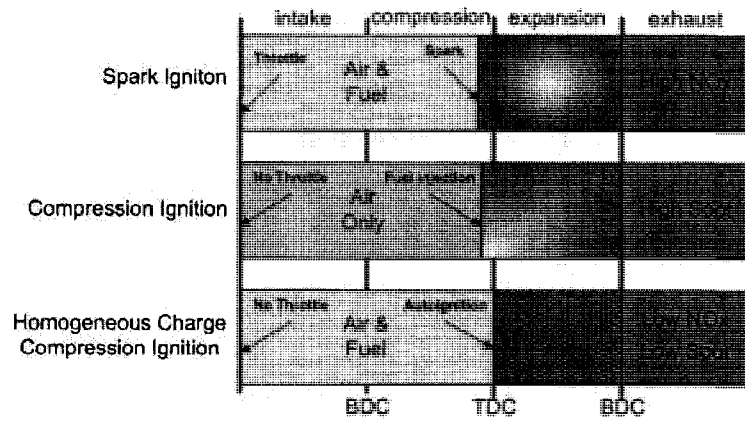 intake compression expansion exhaust
Spark Igniton
Throttle
Air &
Fuel
Spark
High NOx
Compression Ignition
No Throttle
Air
Only
Fuel Injection
High Soot
Homogeneous Charge
Compression Ignition
No Throttle
Air &
Fuel
Autoignition
Low NOx
Low Soot
BDC TDC BDC